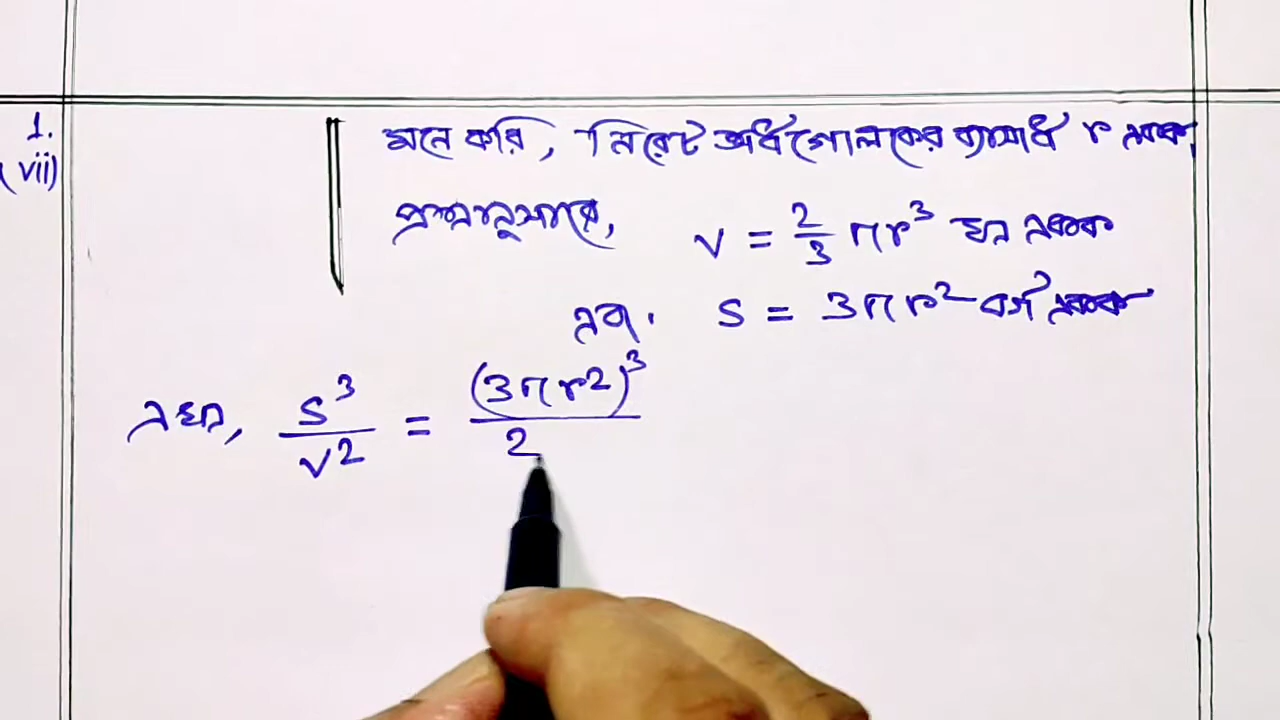 1.
(vii)
মনে করি, নিরেট অর্ধগোলকের ব্যাসার্ধ r একক,
প্রশ্নানুসারে, v = 2/3 πr³ ঘন একক
এবং s = 3πr² বর্গ একক
এখন, s³/v² = (3πr²)³/2